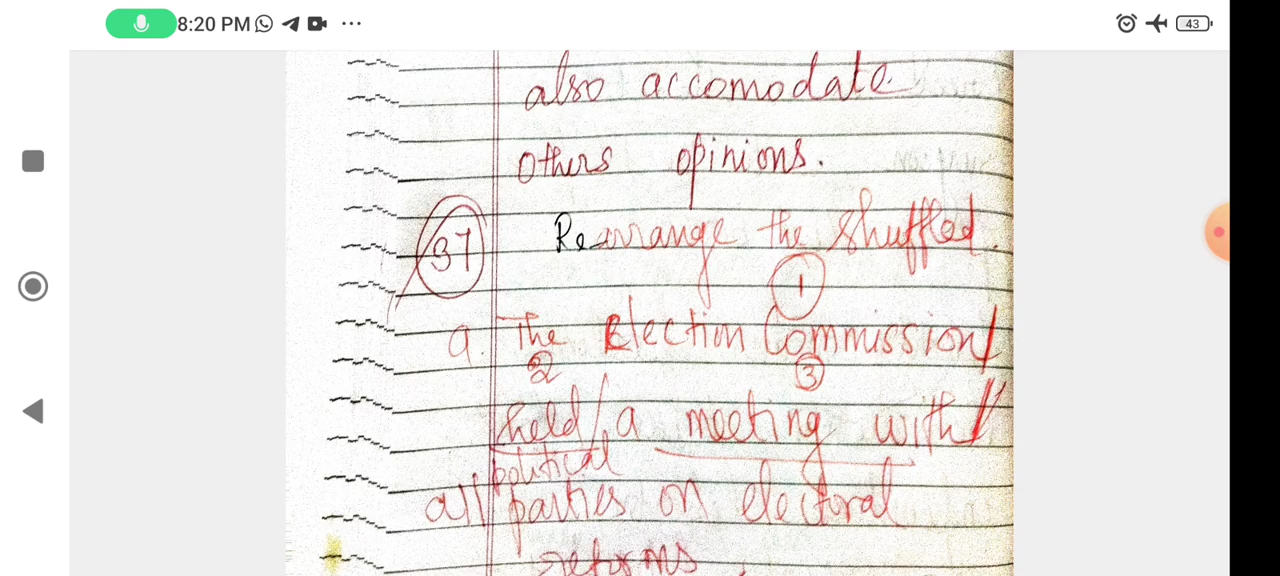 8:20 PM
43
also accomodate
others opinions.
37 Rearrange the shuffled.
1
a. The Election Commission/
2 3
held/a meeting with/
political
all parties on electoral
reforms.